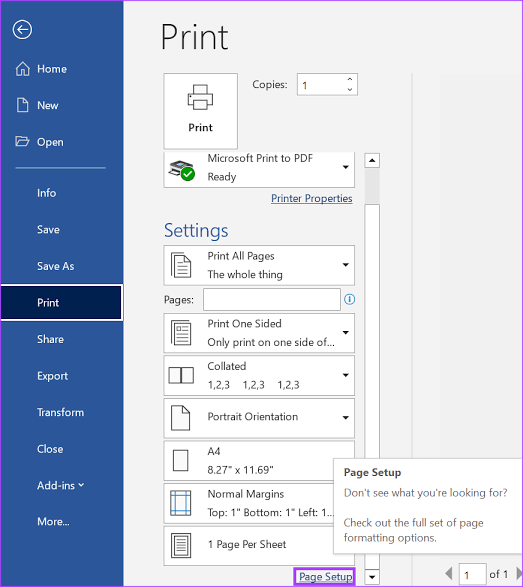 Print
Home
New
Open
Info
Save
Save As
Print
Share
Export
Transform
Close
Add-ins
More...
Print
Copies: 1
Microsoft Print to PDF
Ready
Printer Properties
Settings
Print All Pages
The whole thing
Pages:
Print One Sided
Only print on one side of...
Collated
1,2,3 1,2,3 1,2,3
Portrait Orientation
A4
8.27" x 11.69"
Normal Margins
Top: 1" Bottom: 1" Left: 1...
1 Page Per Sheet
Page Setup
Page Setup
Don't see what you're looking for?
Check out the full set of page
formatting options.
1 of 1